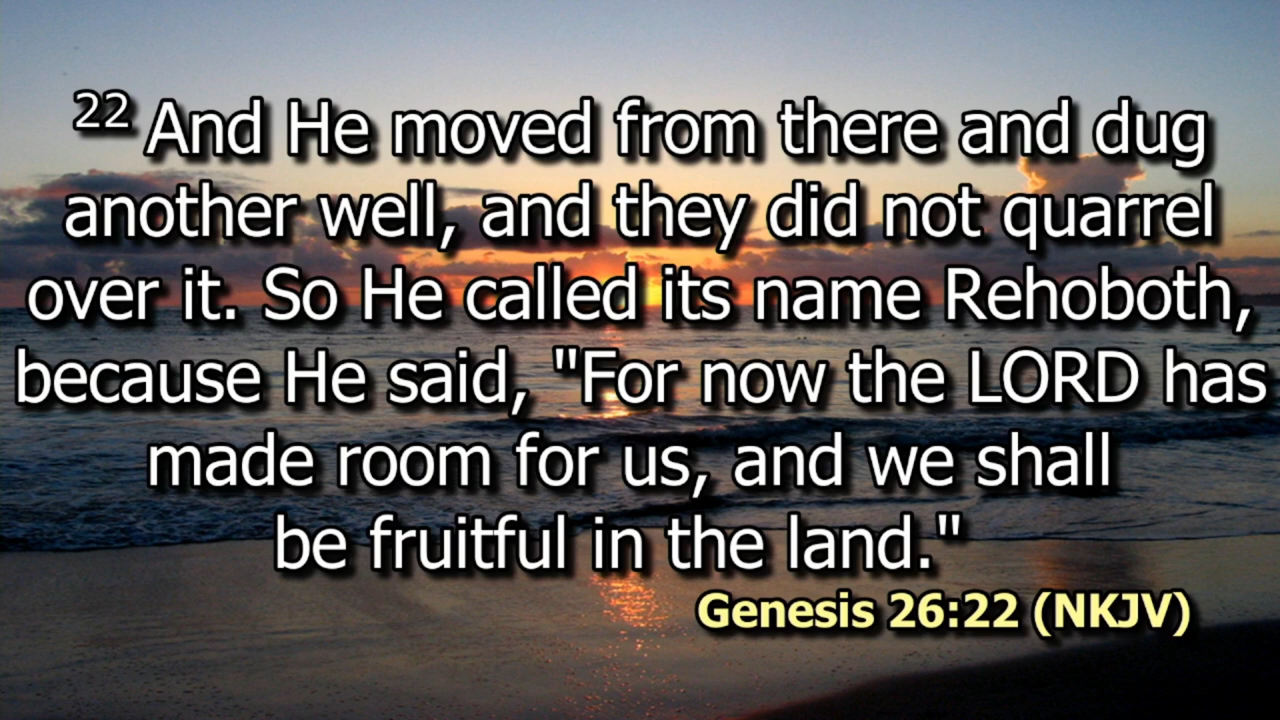 22 And He moved from there and dug
another well, and they did not quarrel
over it. So He called its name Rehoboth,
because He said, "For now the LORD has
made room for us, and we shall
be fruitful in the land."
Genesis 26:22 (NKJV)